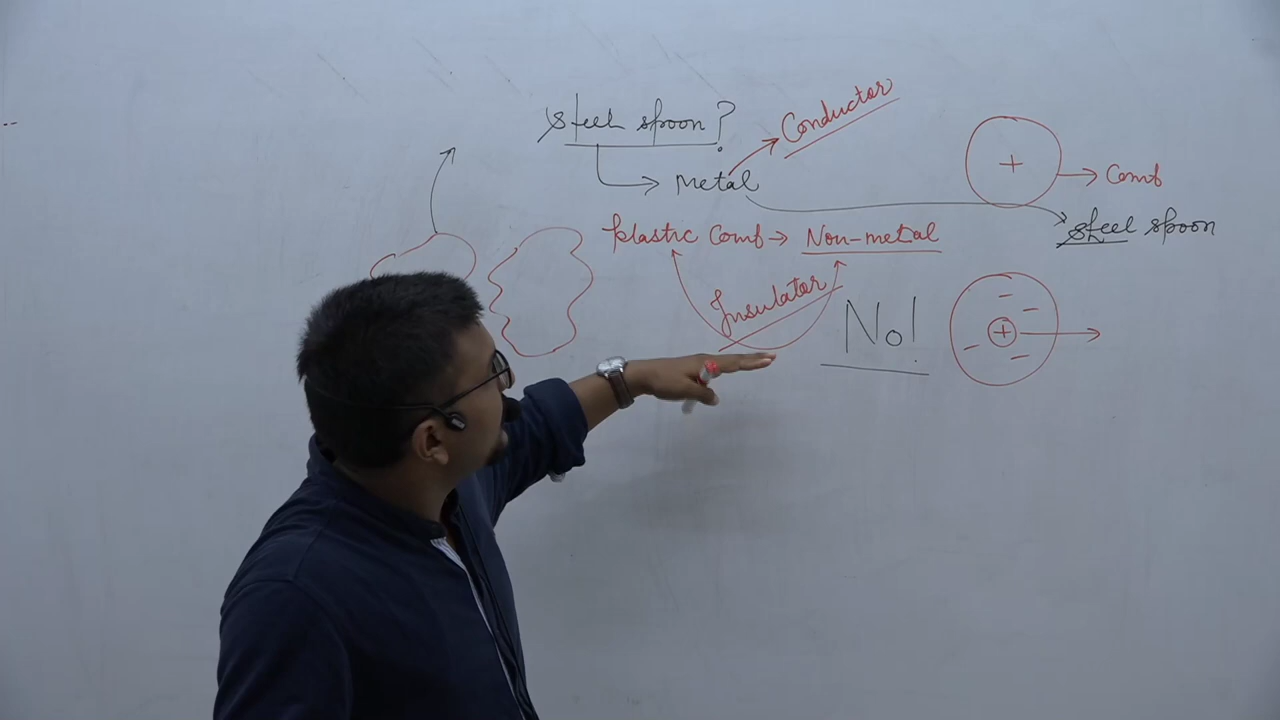 Steel spoon?
Metal
Conductor
+
Comb
Steel spoon
Plastic Comb → Non-metal
Insulator
No!
- - - -
+